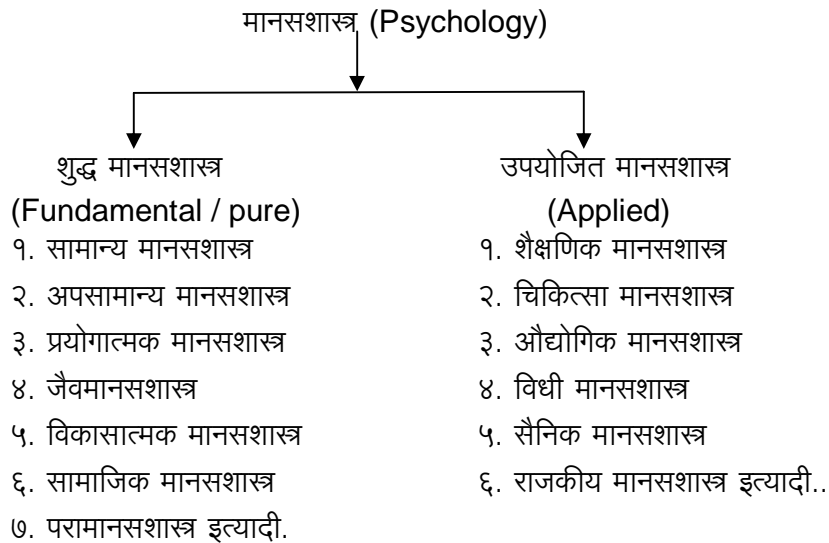 मानसशास्त्र (Psychology)
शुद्ध मानसशास्त्र
(Fundamental / pure)
१. सामान्य मानसशास्त्र
२. अपसामान्य मानसशास्त्र
३. प्रयोगात्मक मानसशास्त्र
४. जैवमानसशास्त्र
५. विकासात्मक मानसशास्त्र
६. सामाजिक मानसशास्त्र
७. परामानसशास्त्र इत्यादी.
उपयोजित मानसशास्त्र
(Applied)
१. शैक्षणिक मानसशास्त्र
२. चिकित्सा मानसशास्त्र
३. औद्योगिक मानसशास्त्र
४. विधी मानसशास्त्र
५. सैनिक मानसशास्त्र
६. राजकीय मानसशास्त्र इत्यादी..